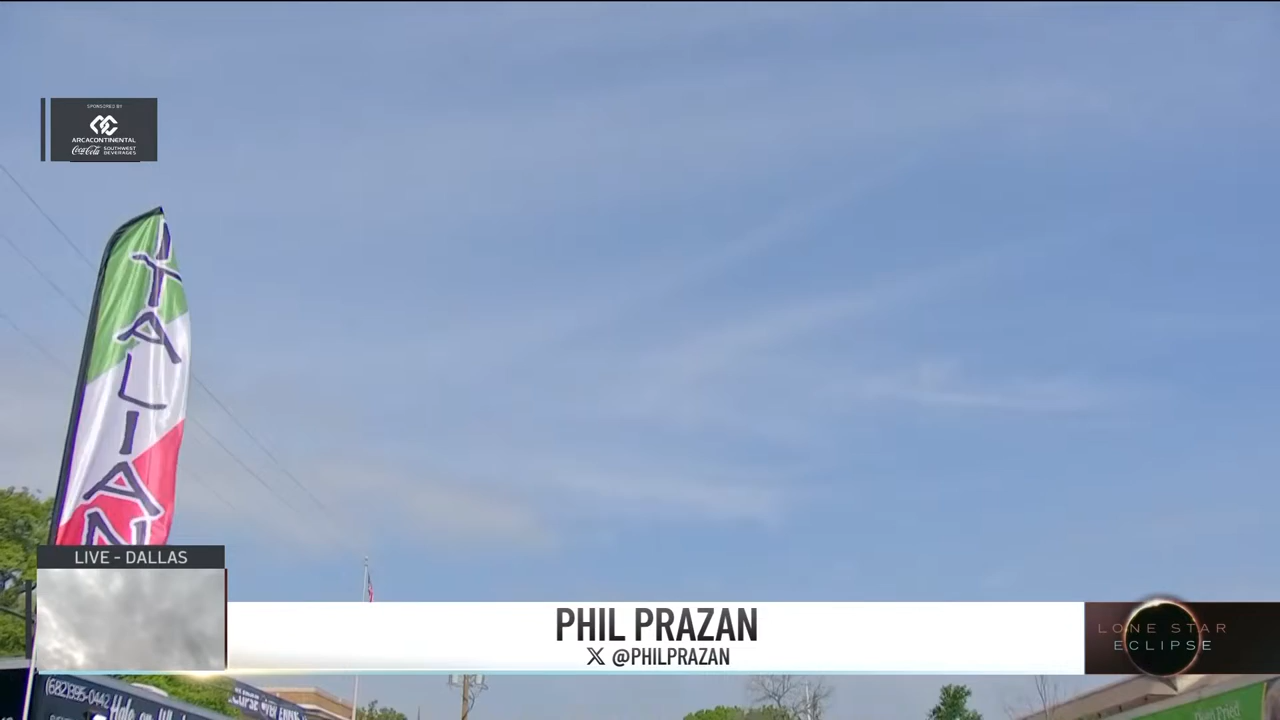 SPONSORED BY
ARCACONTINENTAL
Coca-Cola SOUTHWEST
BEVERAGES
ITALIAN
LIVE - DALLAS
PHIL PRAZAN
X @PHILPRAZAN
LONE STAR
ECLIPSE
(682)395-0442